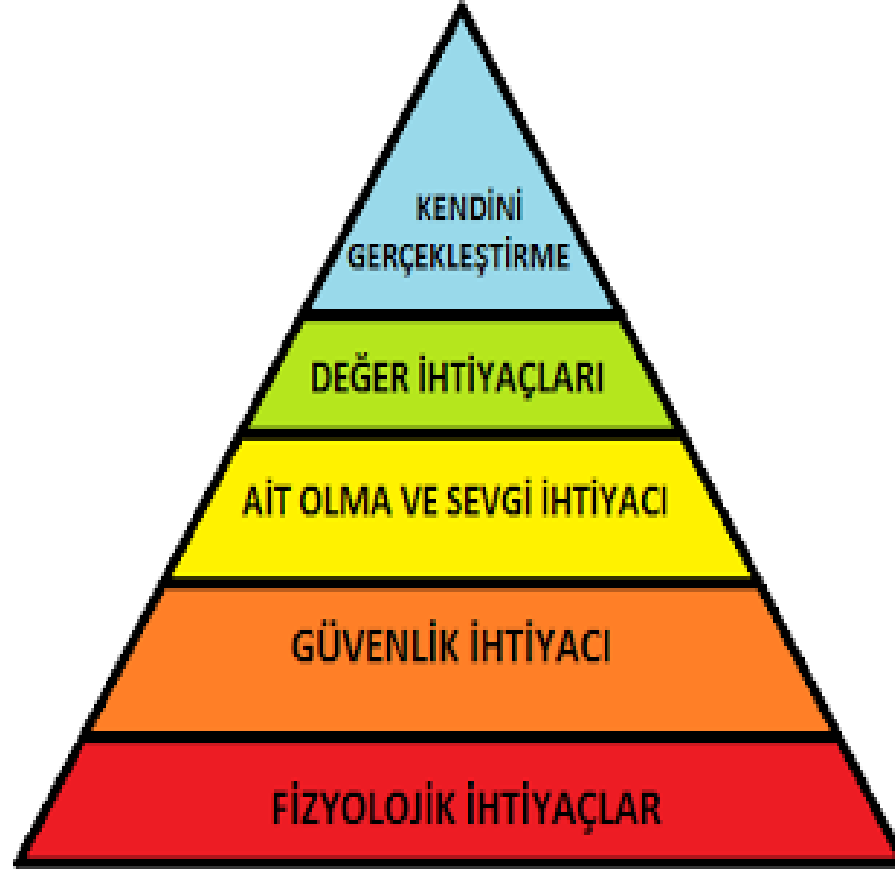 KENDİNİ
GERÇEKLEŞTİRME
DEĞER İHTİYAÇLARI
AİT OLMA VE SEVGİ İHTİYACI
GÜVENLİK İHTİYACI
FİZYOLOJİK İHTİYAÇLAR